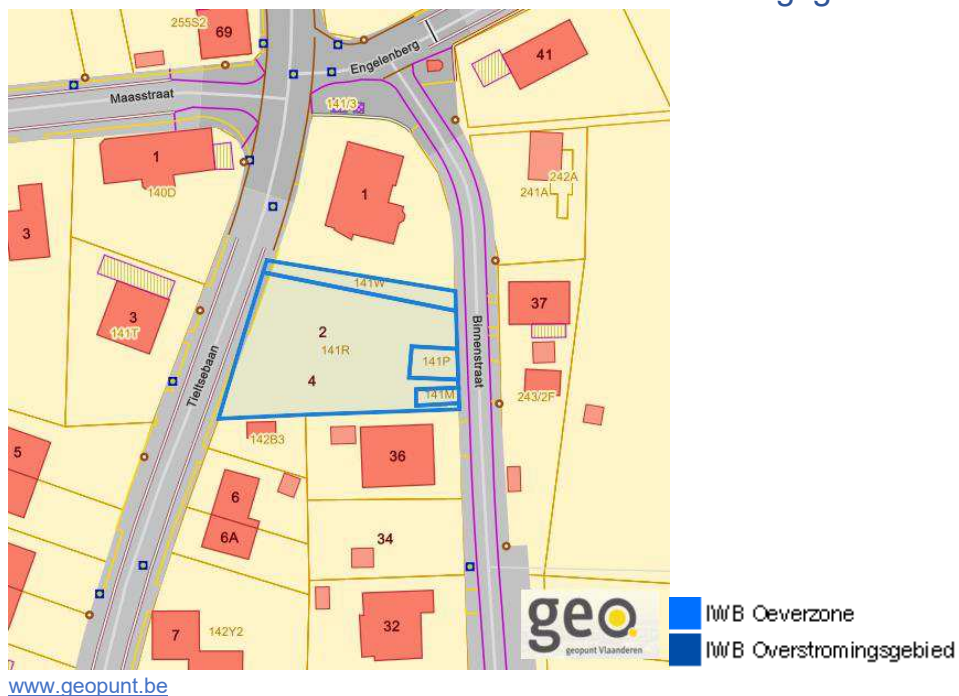 255S2
69
Engelenberg
41
Maasstraat
141/3
1
140D
1
242A
241A
3
141W
37
3
141T
2
141R
Binnenstraat
141P
4
Tieltsebaan
141M
243/2F
142B3
5
36
6
6A
34
geo
geopunt Vlaanderen
IWB Oeverzone
7
142Y2
32
IWB Overstromingsgebied
www.geopunt.be